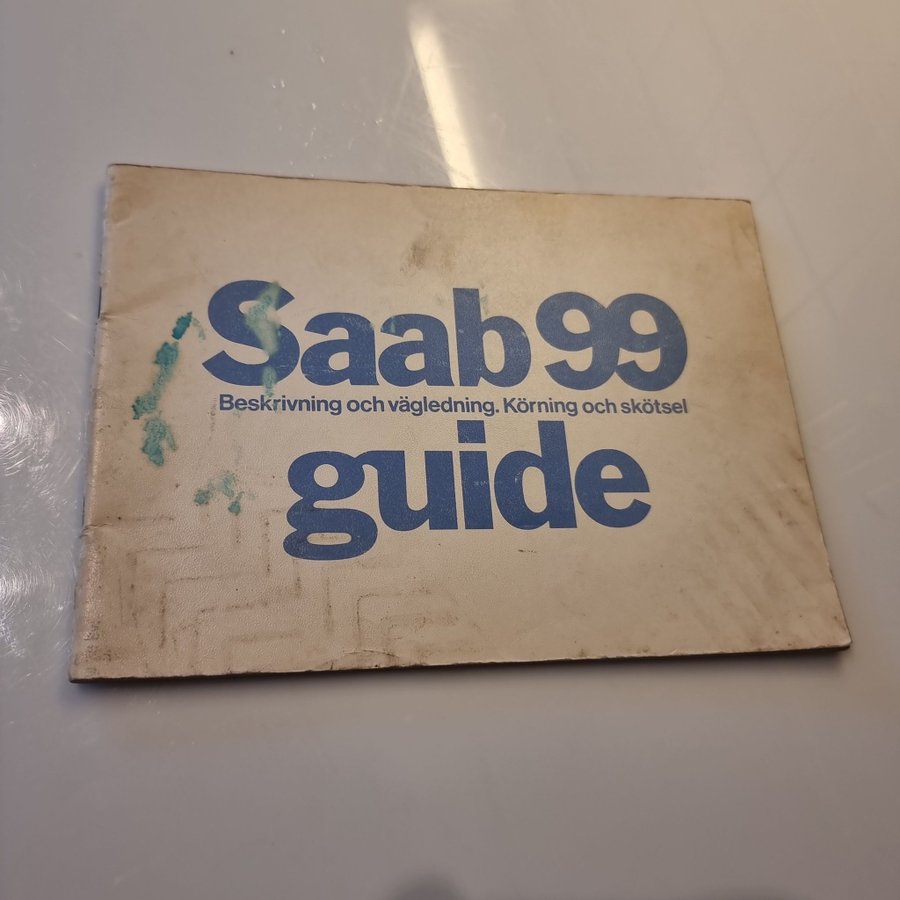 Saab 99
Beskrivning och vägledning. Körning och skötsel
guide